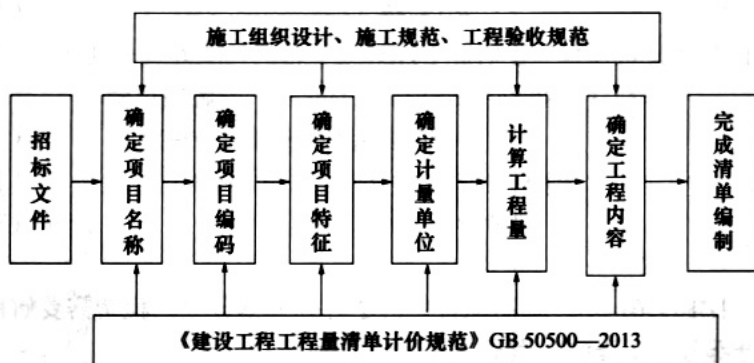 施工组织设计、施工规范、工程验收规范
招标文件
确定项目名称
确定项目编码
确定项目特征
确定计量单位
计算工程量
确定工程内容
完成清单编制
《建设工程工程量清单计价规范》GB 50500—2013